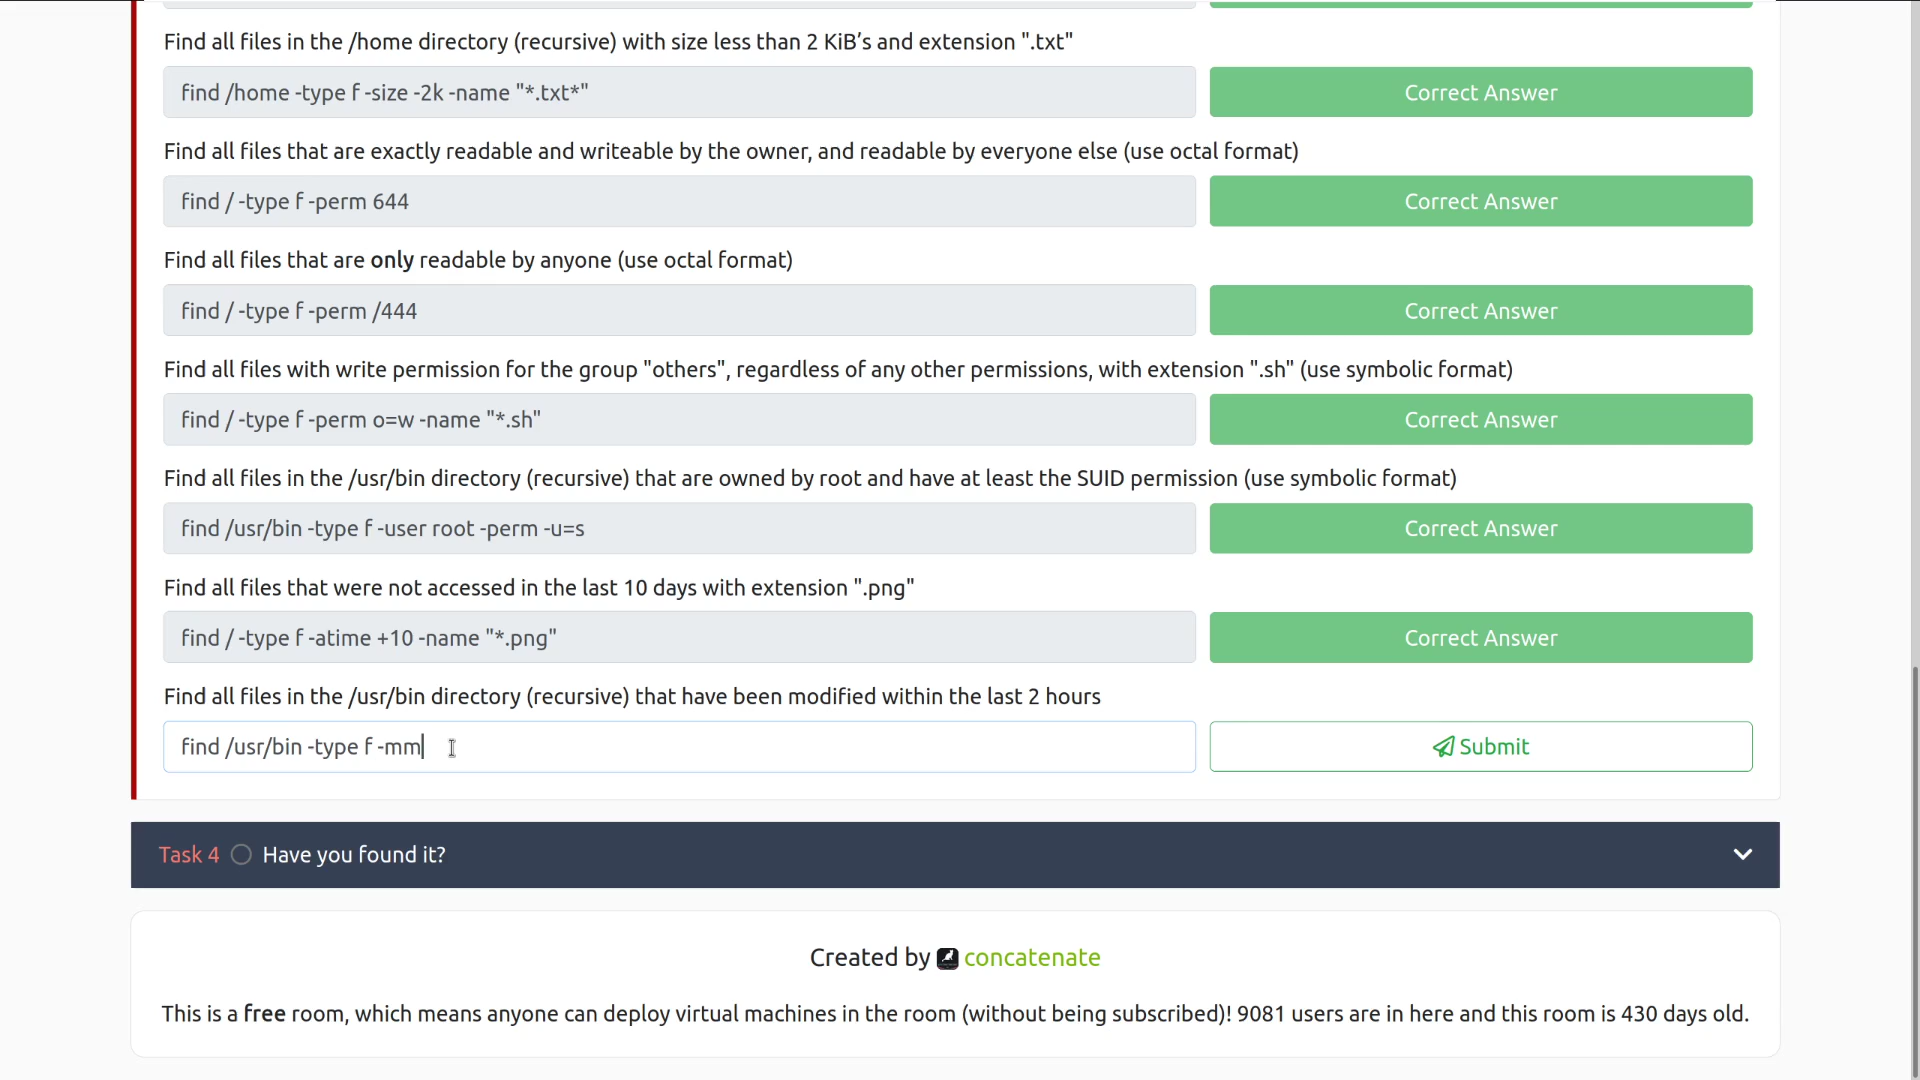 Find all files in the /home directory (recursive) with size less than 2 KiB’s and extension ".txt"
find /home -type f -size -2k -name "*.txt*"
Correct Answer
Find all files that are exactly readable and writeable by the owner, and readable by everyone else (use octal format)
find / -type f -perm 644
Correct Answer
Find all files that are only readable by anyone (use octal format)
find / -type f -perm /444
Correct Answer
Find all files with write permission for the group "others", regardless of any other permissions, with extension ".sh" (use symbolic format)
find / -type f -perm o=w -name "*.sh"
Correct Answer
Find all files in the /usr/bin directory (recursive) that are owned by root and have at least the SUID permission (use symbolic format)
find /usr/bin -type f -user root -perm -u=s
Correct Answer
Find all files that were not accessed in the last 10 days with extension ".png"
find / -type f -atime +10 -name "*.png"
Correct Answer
Find all files in the /usr/bin directory (recursive) that have been modified within the last 2 hours
find /usr/bin -type f -mm
Submit
Task 4 Have you found it?
Created by concatenate
This is a free room, which means anyone can deploy virtual machines in the room (without being subscribed)! 9081 users are in here and this room is 430 days old.